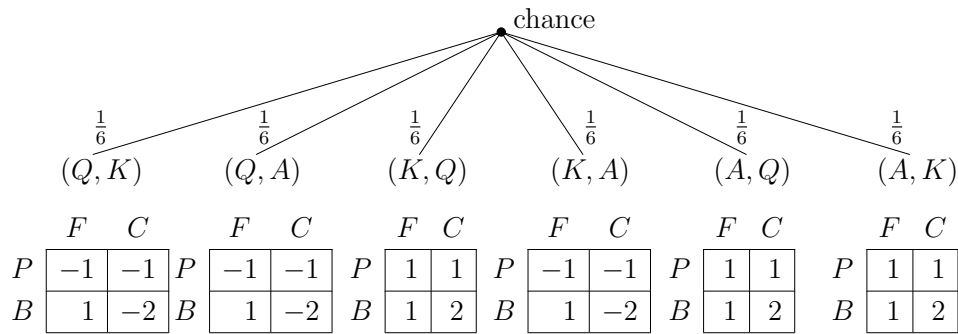 chance
1/6 1/6 1/6 1/6 1/6 1/6
(Q, K) (Q, A) (K, Q) (K, A) (A, Q) (A, K)
F C F C F C F C F C F C
P −1 −1 P −1 −1 P 1 1 P −1 −1 P 1 1 P 1 1
B 1 −2 B 1 −2 B 1 2 B 1 −2 B 1 2 B 1 2